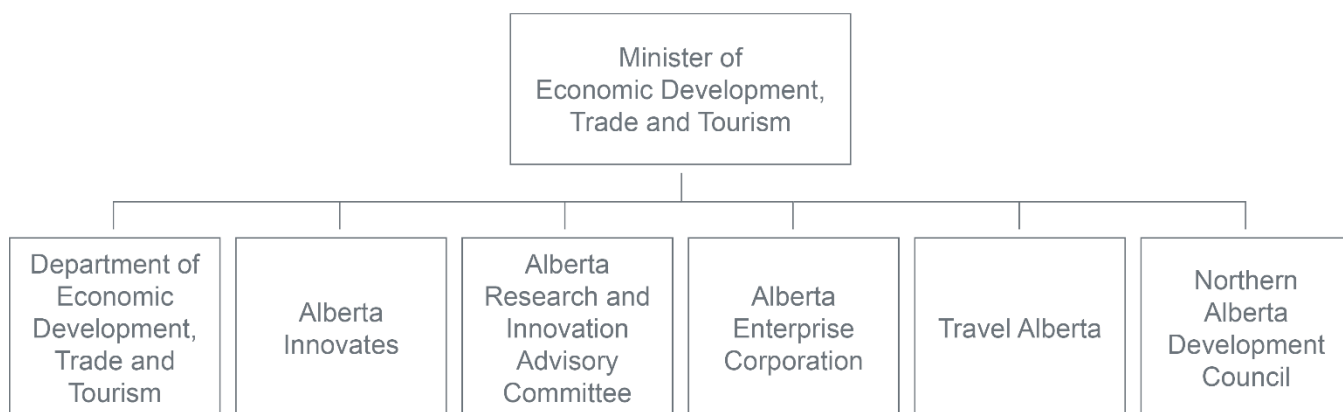 Minister of
Economic Development,
Trade and Tourism
Department of
Economic
Development,
Trade and
Tourism
Alberta
Innovates
Alberta
Research and
Innovation
Advisory
Committee
Alberta
Enterprise
Corporation
Travel Alberta
Northern
Alberta
Development
Council